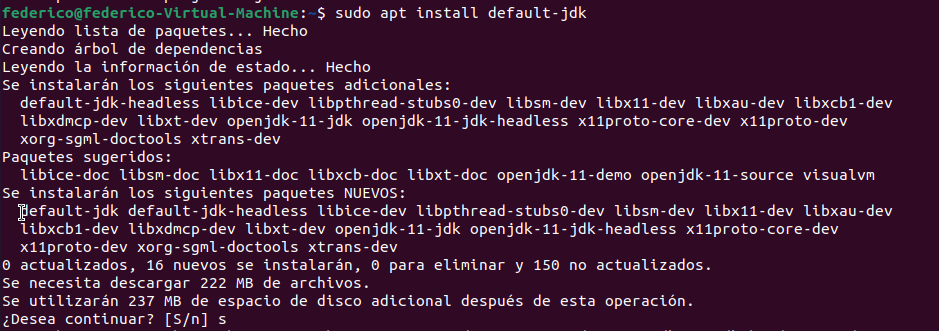 federico@federico-Virtual-Machine:~$ sudo apt install default-jdk
Leyendo lista de paquetes... Hecho
Creando árbol de dependencias
Leyendo la información de estado... Hecho
Se instalarán los siguientes paquetes adicionales:
  default-jdk-headless libice-dev libpthread-stubs0-dev libsm-dev libx11-dev libxau-dev libxcb1-dev
  libxdmcp-dev libxt-dev openjdk-11-jdk openjdk-11-jdk-headless x11proto-core-dev x11proto-dev
  xorg-sgml-doctools xtrans-dev
Paquetes sugeridos:
  libice-doc libsm-doc libx11-doc libxcb-doc libxt-doc openjdk-11-demo openjdk-11-source visualvm
Se instalarán los siguientes paquetes NUEVOS:
  default-jdk default-jdk-headless libice-dev libpthread-stubs0-dev libsm-dev libx11-dev libxau-dev
  libxcb1-dev libxdmcp-dev libxt-dev openjdk-11-jdk openjdk-11-jdk-headless x11proto-core-dev
  x11proto-dev xorg-sgml-doctools xtrans-dev
0 actualizados, 16 nuevos se instalarán, 0 para eliminar y 150 no actualizados.
Se necesita descargar 222 MB de archivos.
Se utilizarán 237 MB de espacio de disco adicional después de esta operación.
¿Desea continuar? [S/n] s